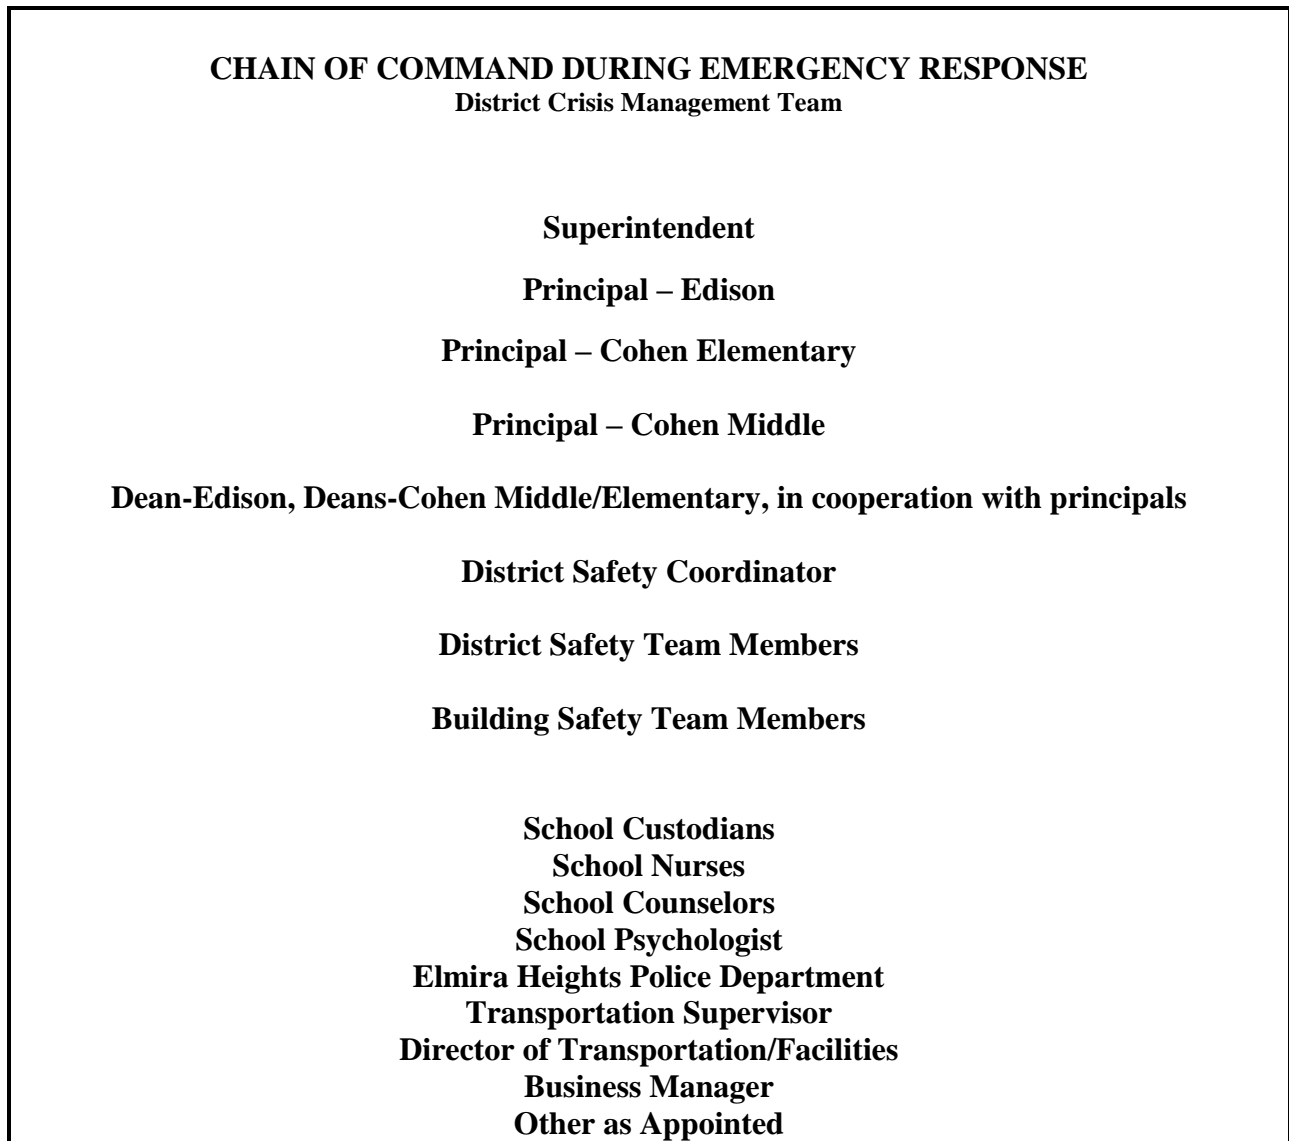 CHAIN OF COMMAND DURING EMERGENCY RESPONSE
District Crisis Management Team
Superintendent
Principal – Edison
Principal – Cohen Elementary
Principal – Cohen Middle
Dean-Edison, Deans-Cohen Middle/Elementary, in cooperation with principals
District Safety Coordinator
District Safety Team Members
Building Safety Team Members
School Custodians
School Nurses
School Counselors
School Psychologist
Elmira Heights Police Department
Transportation Supervisor
Director of Transportation/Facilities
Business Manager
Other as Appointed